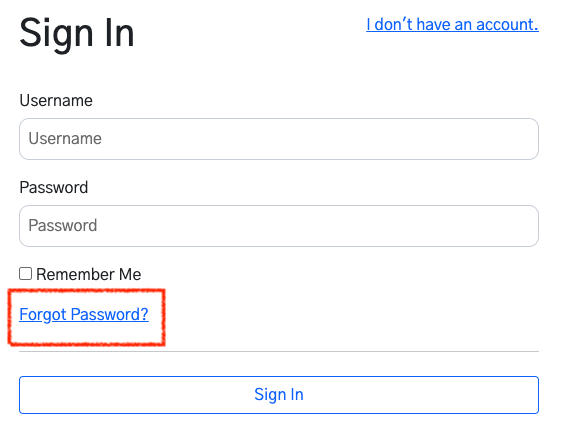 Sign In
I don't have an account.
Username
Username
Password
Password
Remember Me
Forgot Password?
Sign In